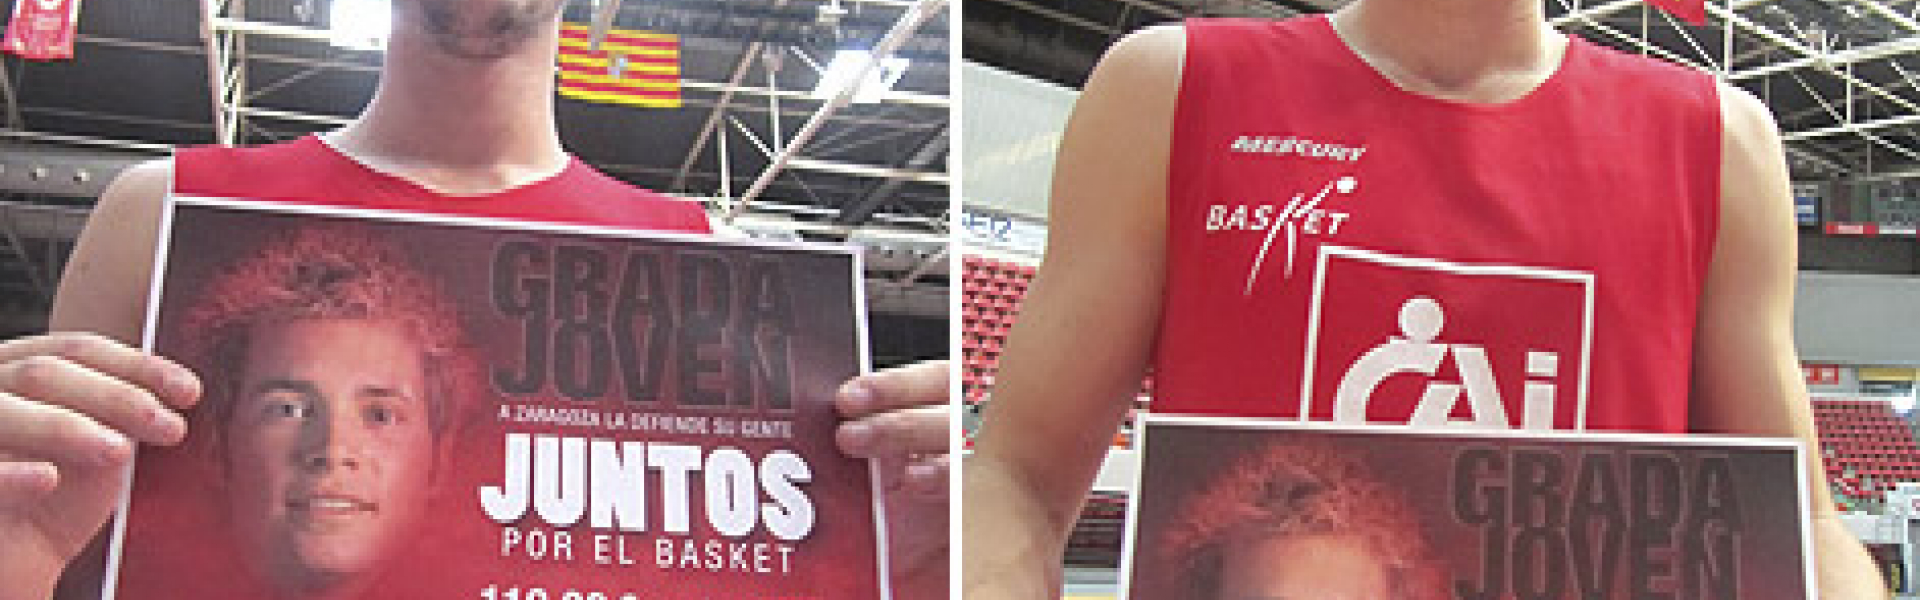 GRADA
JOVEN
A ZARAGOZA LA DEFIENDE SU GENTE
JUNTOS
POR EL BASKET
MERCURY
BASKET
CAi
GRADA
JOVEN